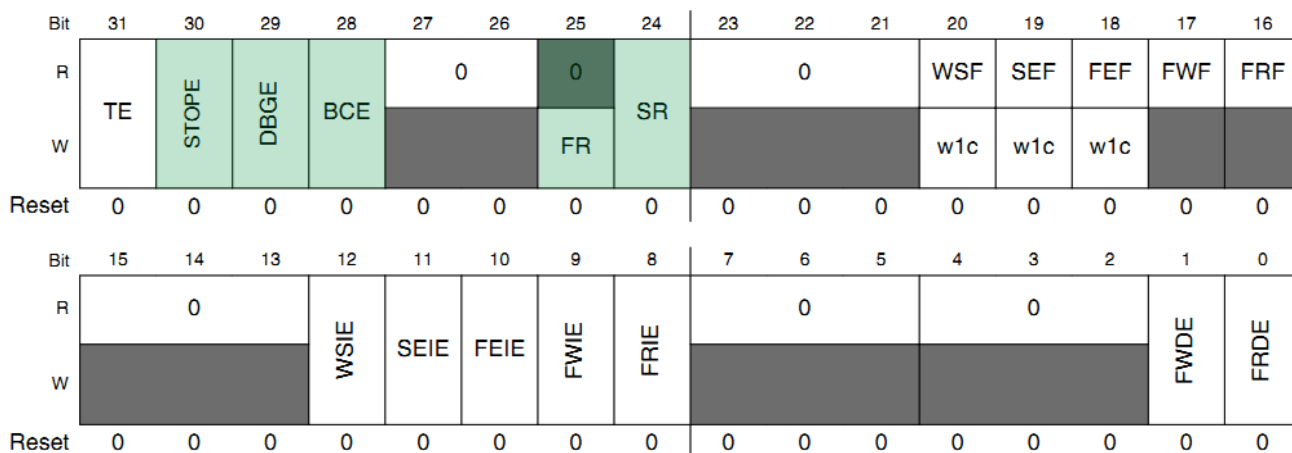 Bit 31 30 29 28 27 26 25 24 23 22 21 20 19 18 17 16
R TE STOPE DBGE BCE 0 0 SR 0 WSF SEF FEF FWF FRF
W FR w1c w1c w1c
Reset 0 0 0 0 0 0 0 0 0 0 0 0 0 0 0 0
Bit 15 14 13 12 11 10 9 8 7 6 5 4 3 2 1 0
R 0 WSIE SEIE FEIE FWIE FRIE 0 0 FWDE FRDE
W
Reset 0 0 0 0 0 0 0 0 0 0 0 0 0 0 0 0